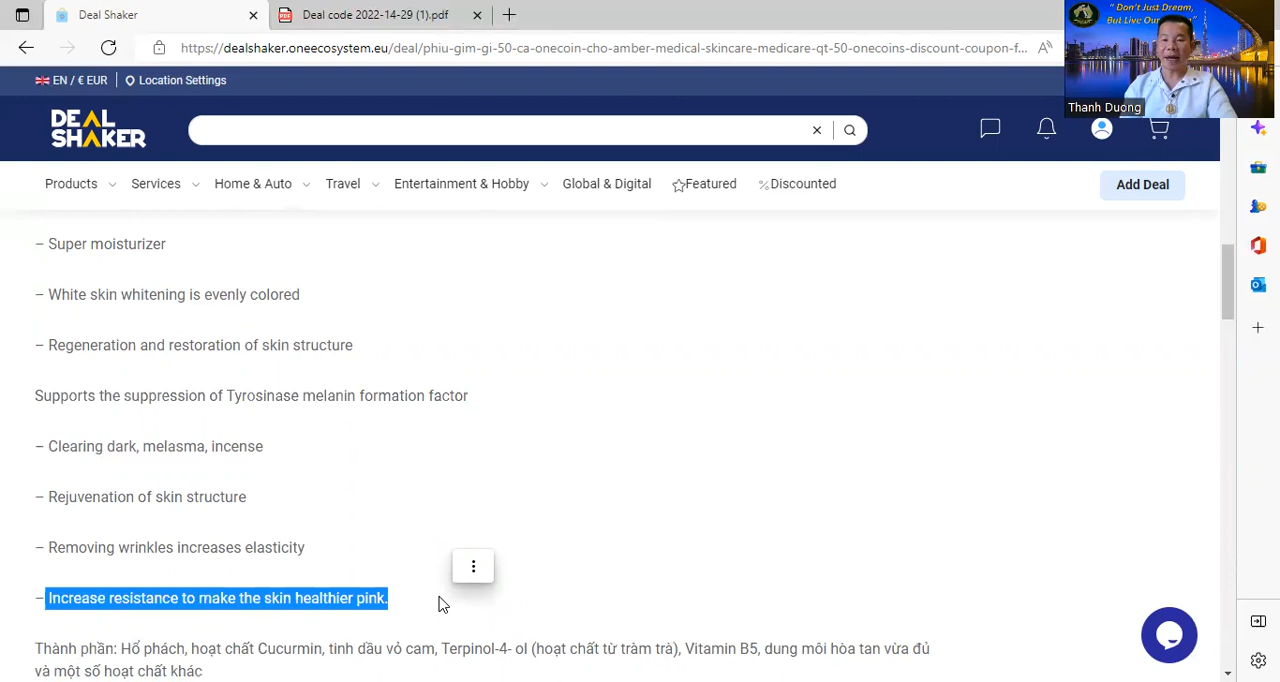 Deal Shaker
Deal code 2022-14-29 (1).pdf
https://dealshaker.oneecosystem.eu/deal/phiu-gim-gi-50-ca-onecoin-cho-amber-medical-skincare-medicare-qt-50-onecoins-discount-coupon-f...
" Don't Just Dream,
Thanh Duong
EN / € EUR
Location Settings
DEAL
SHAKER
Products
Services
Home & Auto
Travel
Entertainment & Hobby
Global & Digital
Featured
Discounted
Add Deal
– Super moisturizer
– White skin whitening is evenly colored
– Regeneration and restoration of skin structure
Supports the suppression of Tyrosinase melanin formation factor
– Clearing dark, melasma, incense
– Rejuvenation of skin structure
– Removing wrinkles increases elasticity
– Increase resistance to make the skin healthier pink.
Thành phần: Hổ phách, hoạt chất Cucurmin, tinh dầu vỏ cam, Terpinol-4- ol (hoạt chất từ tràm trà), Vitamin B5, dung môi hòa tan vừa đủ
và một số hoạt chất khác